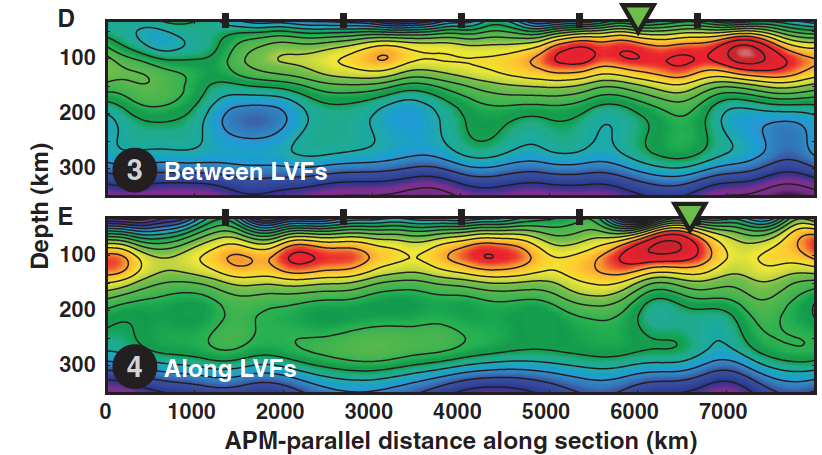 D
100
200
300
3 Between LVFs
Depth (km)
E
100
200
300
4 Along LVFs
0 1000 2000 3000 4000 5000 6000 7000
APM-parallel distance along section (km)